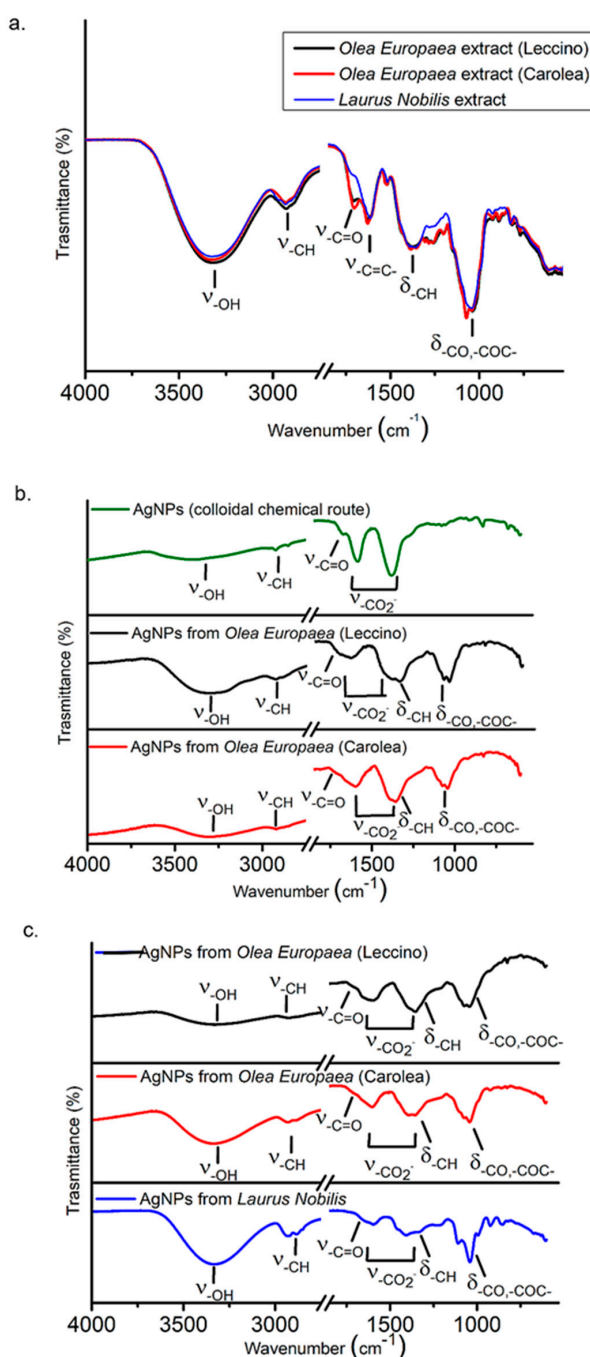 a.
Olea Europaea extract (Leccino)
Olea Europaea extract (Carolea)
Laurus Nobilis extract
Trasmittance (%)
ν-OH
ν-CH
ν-C=O
ν-C=C-
δ-CH
δ-CO,-COC-
4000 3500 3000 1500 1000
Wavenumber (cm-1)
b.
AgNPs (colloidal chemical route)
ν-OH
ν-CH
ν-C=O
ν-CO2-
AgNPs from Olea Europaea (Leccino)
ν-OH
ν-CH
ν-C=O
ν-CO2-
δ-CH
δ-CO,-COC-
AgNPs from Olea Europaea (Carolea)
ν-OH
ν-CH
ν-C=O
ν-CO2-
δ-CH
δ-CO,-COC-
Trasmittance (%)
4000 3500 3000 1500 1000
Wavenumber (cm-1)
c.
AgNPs from Olea Europaea (Leccino)
ν-OH
ν-CH
ν-C=O
ν-CO2-
δ-CH
δ-CO,-COC-
AgNPs from Olea Europaea (Carolea)
ν-OH
ν-CH
ν-C=O
ν-CO2-
δ-CH
δ-CO,-COC-
AgNPs from Laurus Nobilis
ν-OH
ν-CH
ν-C=O
ν-CO2-
δ-CH
δ-CO,-COC-
Trasmittance (%)
4000 3500 3000 1500 1000
Wavenumber (cm-1)